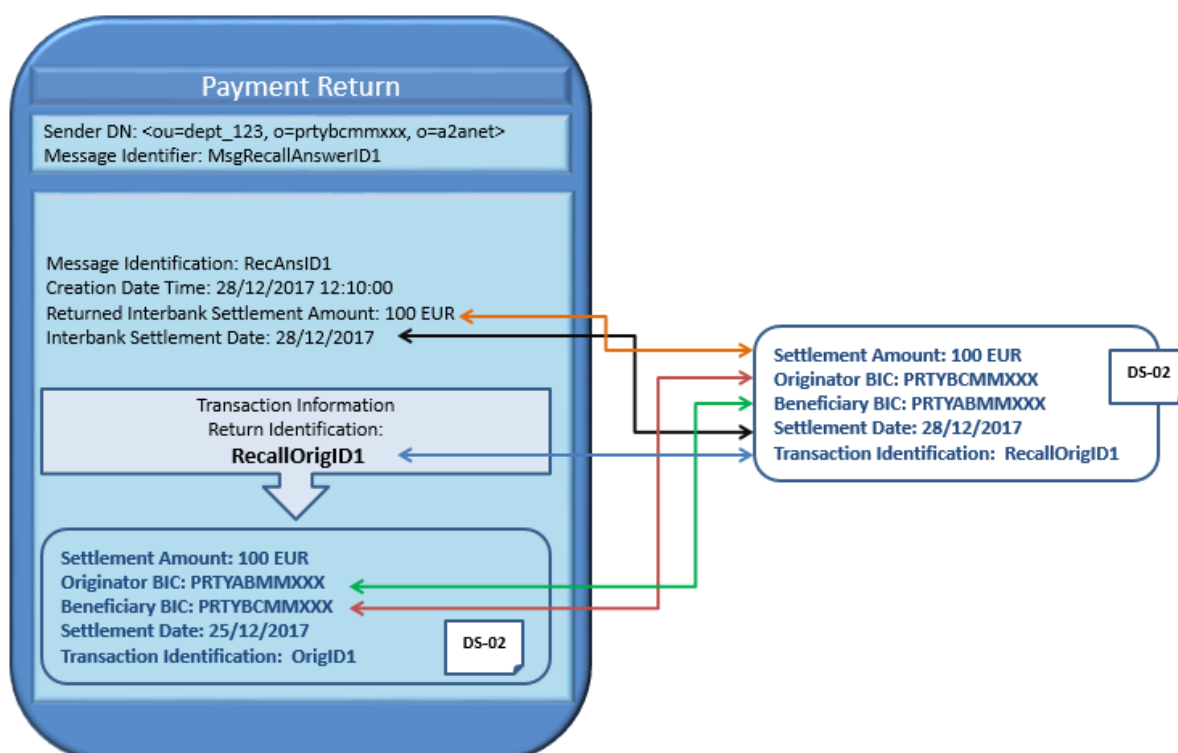 Payment Return
Sender DN: <ou=dept_123, o=prtybcmmxxx, o=a2anet>
Message Identifier: MsgRecallAnswerID1
Message Identification: RecAnsID1
Creation Date Time: 28/12/2017 12:10:00
Returned Interbank Settlement Amount: 100 EUR
Interbank Settlement Date: 28/12/2017
Transaction Information
Return Identification:
RecallOrigID1
Settlement Amount: 100 EUR
Originator BIC: PRTYABMMXXX
Beneficiary BIC: PRTYBCMMXXX
Settlement Date: 25/12/2017
Transaction Identification: OrigID1
DS-02
Settlement Amount: 100 EUR
Originator BIC: PRTYBCMMXXX
Beneficiary BIC: PRTYABMMXXX
Settlement Date: 28/12/2017
Transaction Identification: RecallOrigID1
DS-02